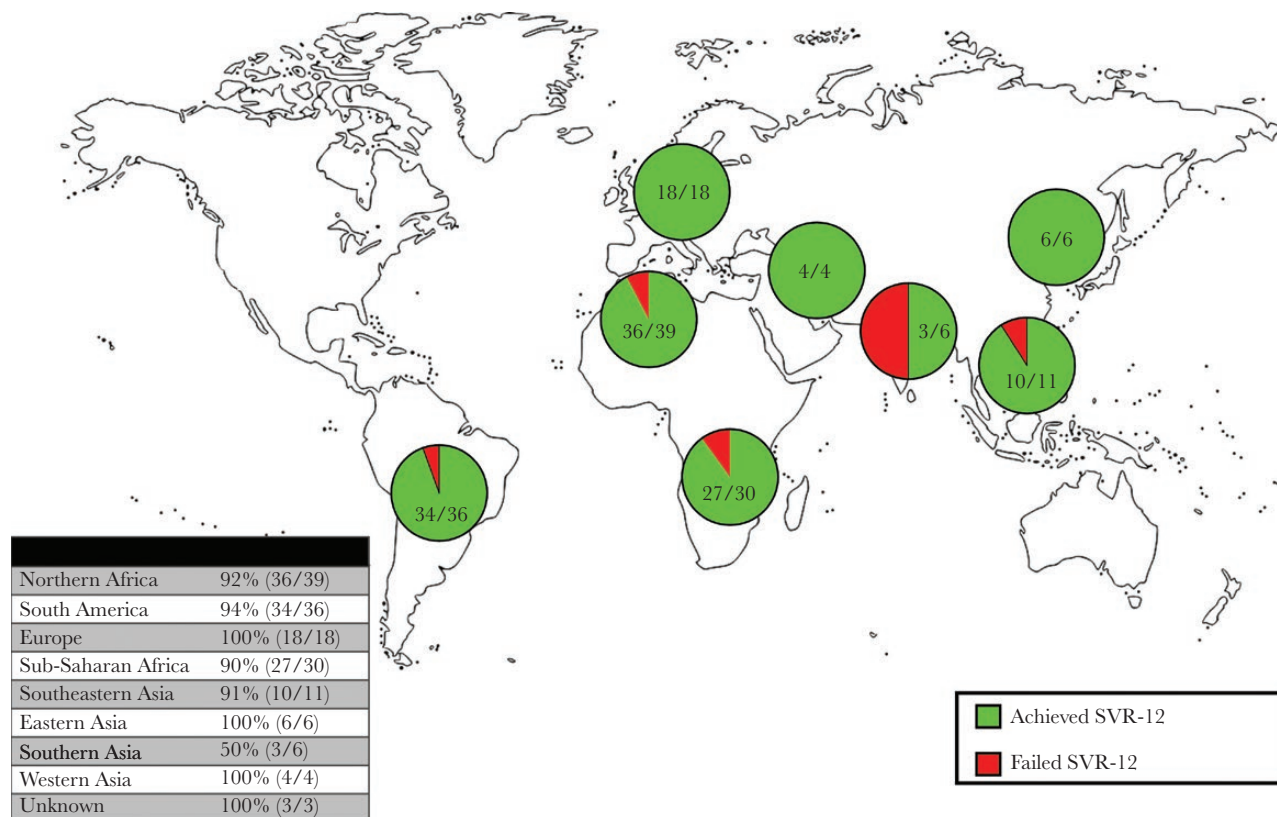 18/18
6/6
4/4
36/39
3/6
10/11
27/30
34/36
Northern Africa 92% (36/39)
South America 94% (34/36)
Europe 100% (18/18)
Sub-Saharan Africa 90% (27/30)
Southeastern Asia 91% (10/11)
Eastern Asia 100% (6/6)
Southern Asia 50% (3/6)
Western Asia 100% (4/4)
Unknown 100% (3/3)
Achieved SVR-12
Failed SVR-12